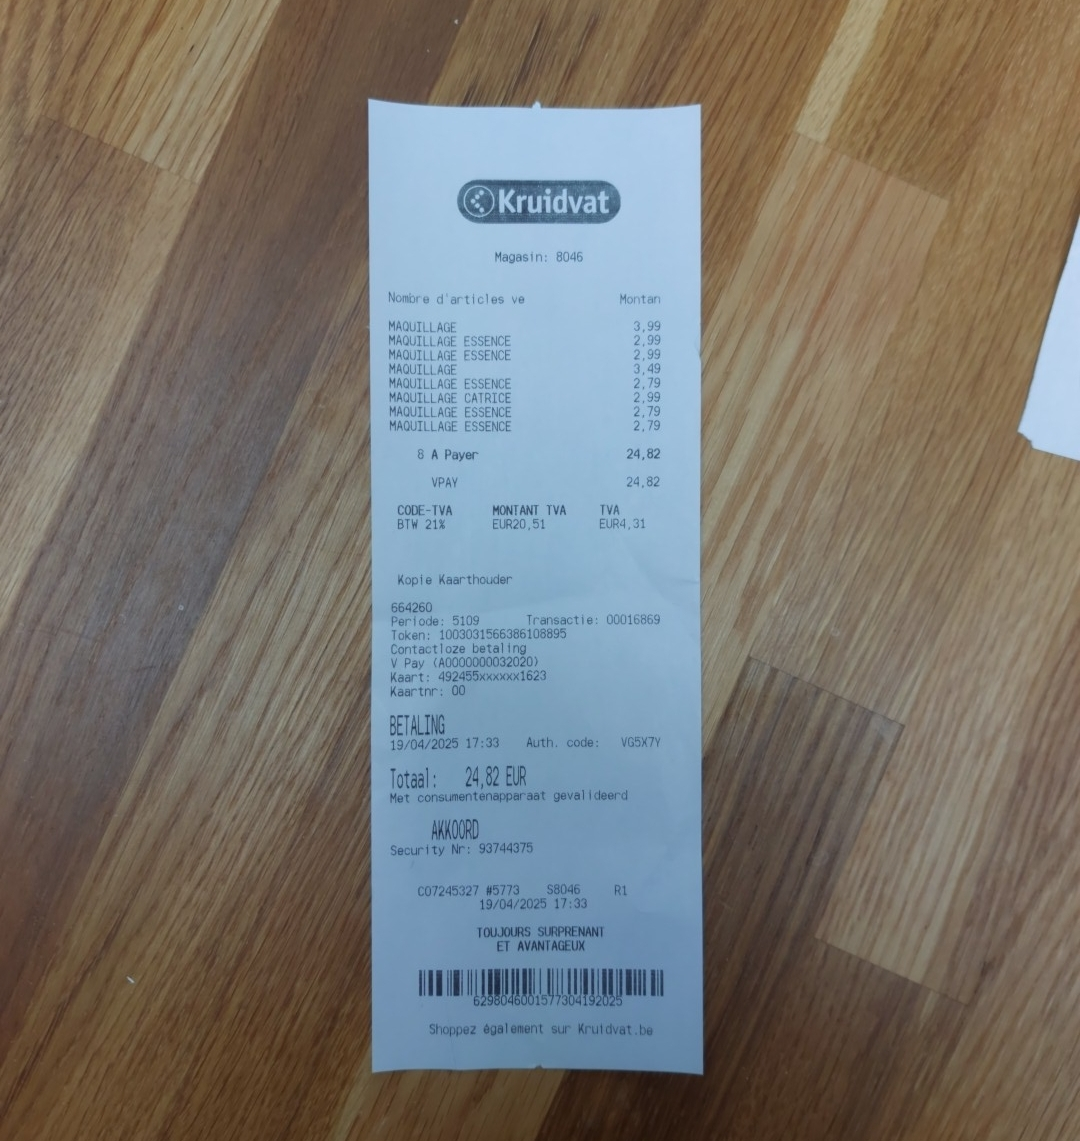 Kruidvat
Magasin: 8046
Nombre d'articles ve Montan
MAQUILLAGE 3,99
MAQUILLAGE ESSENCE 2,99
MAQUILLAGE ESSENCE 2,99
MAQUILLAGE 3,49
MAQUILLAGE ESSENCE 2,79
MAQUILLAGE CATRICE 2,99
MAQUILLAGE ESSENCE 2,79
MAQUILLAGE ESSENCE 2,79
8 A Payer 24,82
VPAY 24,82
CODE-TVA MONTANT TVA TVA
BTW 21% EUR20,51 EUR4,31
Kopie Kaarthouder
664260
Periode: 5109 Transactie: 00016869
Token: 1003031566386108895
Contactloze betaling
V Pay (A0000000032020)
Kaart: 492455xxxxxx1623
Kaartnr: 00
BETALING
19/04/2025 17:33 Auth. code: VG5X7Y
Totaal: 24,82 EUR
Met consumentenapparaat gevalideerd
AKKOORD
Security Nr: 93744375
C07245327 #5773 S8046 R1
19/04/2025 17:33
TOUJOURS SURPRENANT
ET AVANTAGEUX
6298046001577304192025
Shoppez également sur Kruidvat.be